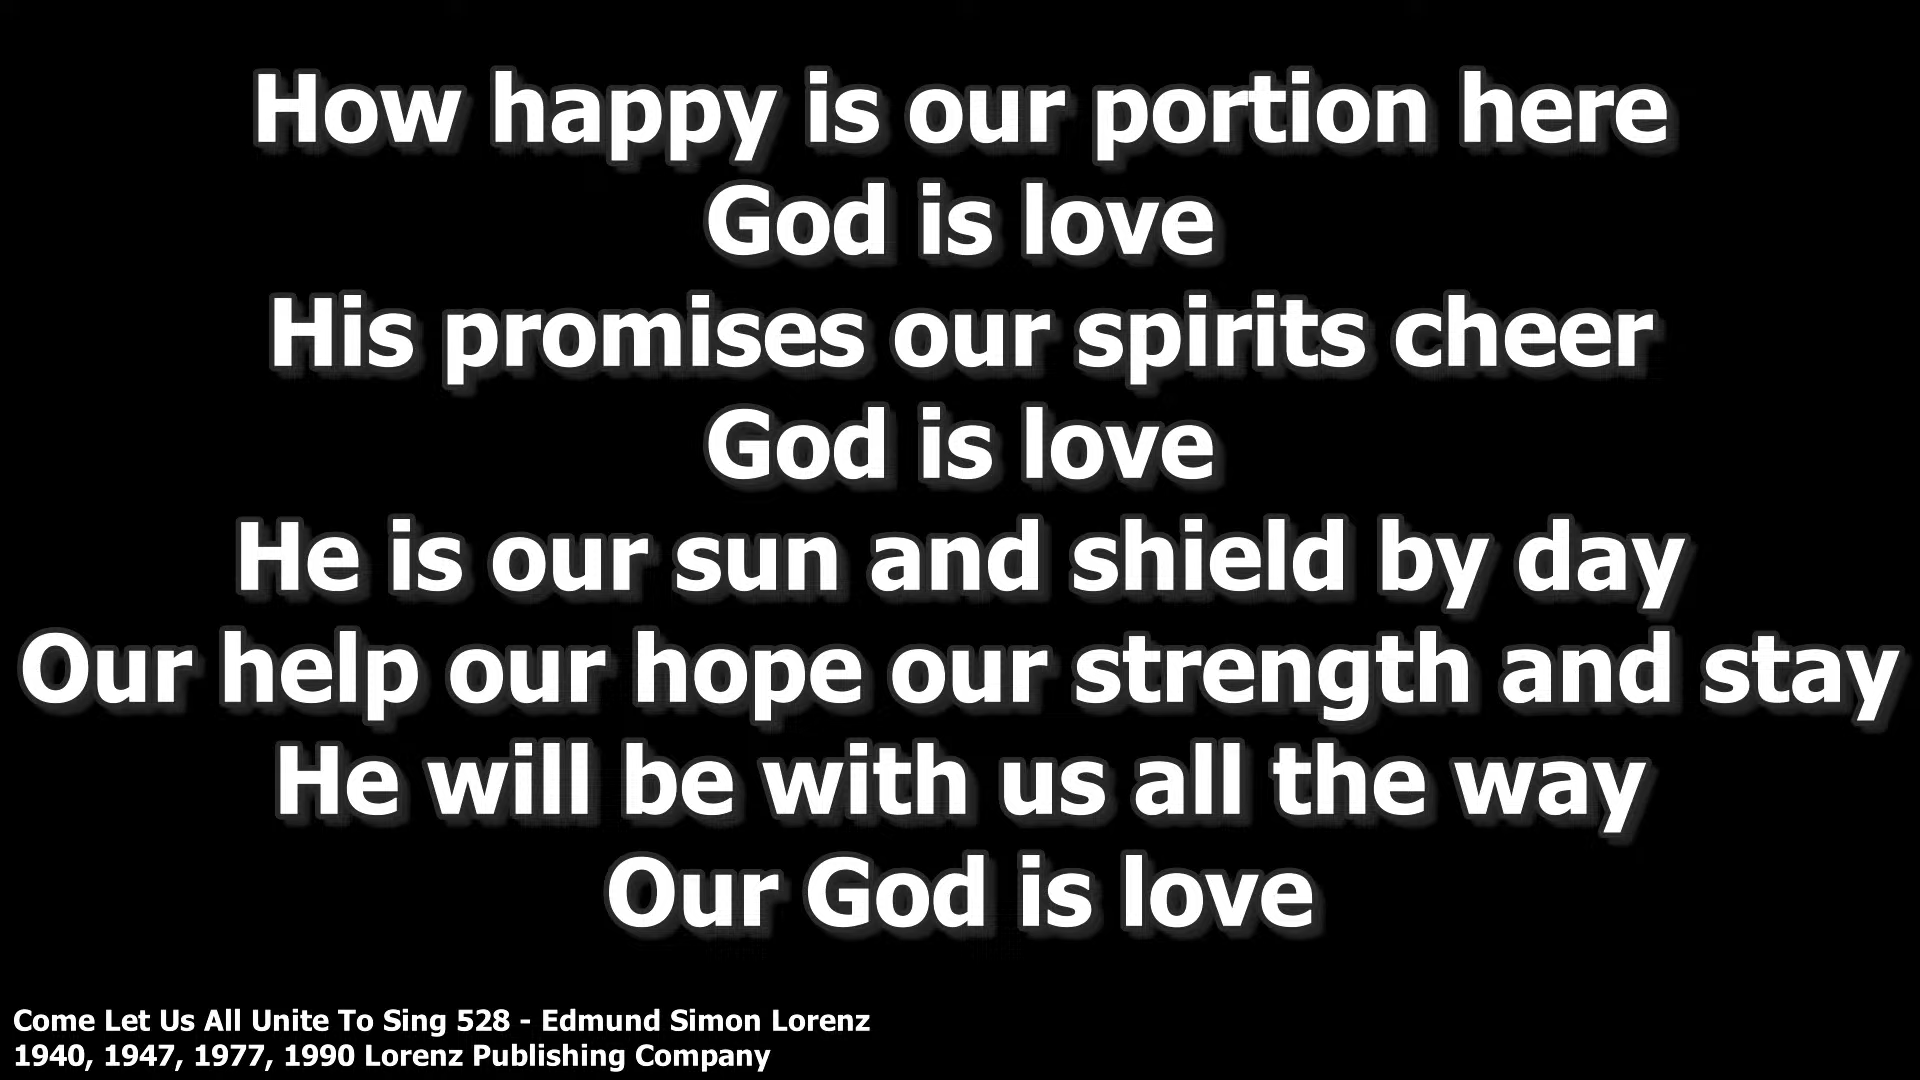 How happy is our portion here
God is love
His promises our spirits cheer
God is love
He is our sun and shield by day
Our help our hope our strength and stay
He will be with us all the way
Our God is love
Come Let Us All Unite To Sing 528 - Edmund Simon Lorenz
1940, 1947, 1977, 1990 Lorenz Publishing Company